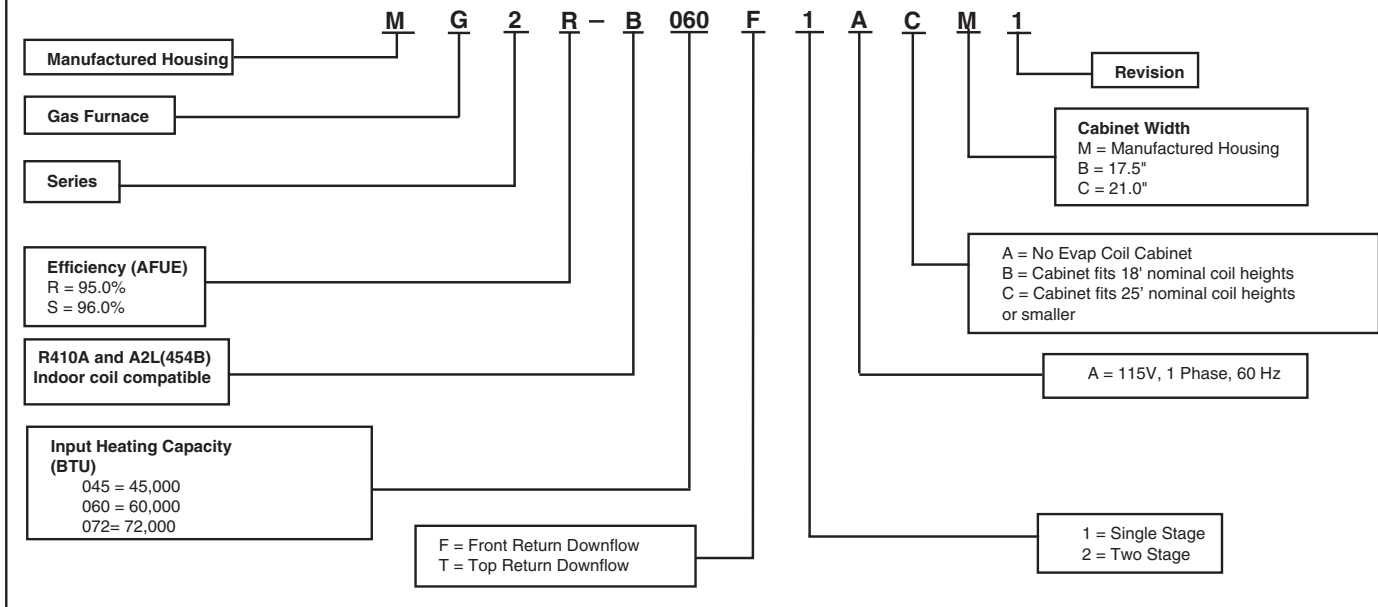 M G 2 R – B 060 F 1 A C M 1
Manufactured Housing
Gas Furnace
Series
Efficiency (AFUE)
R = 95.0%
S = 96.0%
R410A and A2L(454B)
Indoor coil compatible
Input Heating Capacity
(BTU)
045 = 45,000
060 = 60,000
072= 72,000
F = Front Return Downflow
T = Top Return Downflow
Revision
Cabinet Width
M = Manufactured Housing
B = 17.5"
C = 21.0"
A = No Evap Coil Cabinet
B = Cabinet fits 18' nominal coil heights
C = Cabinet fits 25’ nominal coil heights
or smaller
A = 115V, 1 Phase, 60 Hz
1 = Single Stage
2 = Two Stage